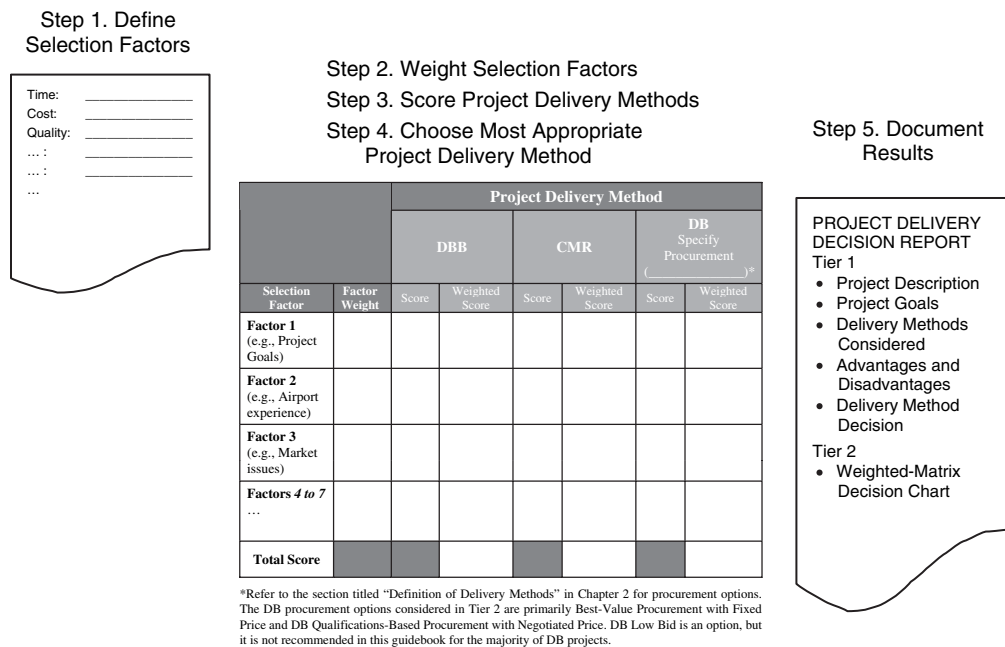 Step 1. Define
Selection Factors
Time: _______________
Cost: _______________
Quality: _______________
... : _______________
... : _______________
...
Step 2. Weight Selection Factors
Step 3. Score Project Delivery Methods
Step 4. Choose Most Appropriate
Project Delivery Method
Project Delivery Method
DBB
CMR
DB
Specify
Procurement
(______________)*
Selection
Factor
Factor
Weight
Score
Weighted
Score
Score
Weighted
Score
Score
Weighted
Score
Factor 1
(e.g., Project
Goals)
Factor 2
(e.g., Airport
experience)
Factor 3
(e.g., Market
issues)
Factors 4 to 7
...
Total Score
*Refer to the section titled “Definition of Delivery Methods” in Chapter 2 for procurement options.
The DB procurement options considered in Tier 2 are primarily Best-Value Procurement with Fixed
Price and DB Qualifications-Based Procurement with Negotiated Price. DB Low Bid is an option, but
it is not recommended in this guidebook for the majority of DB projects.
Step 5. Document
Results
PROJECT DELIVERY
DECISION REPORT
Tier 1
• Project Description
• Project Goals
• Delivery Methods
Considered
• Advantages and
Disadvantages
• Delivery Method
Decision
Tier 2
• Weighted-Matrix
Decision Chart